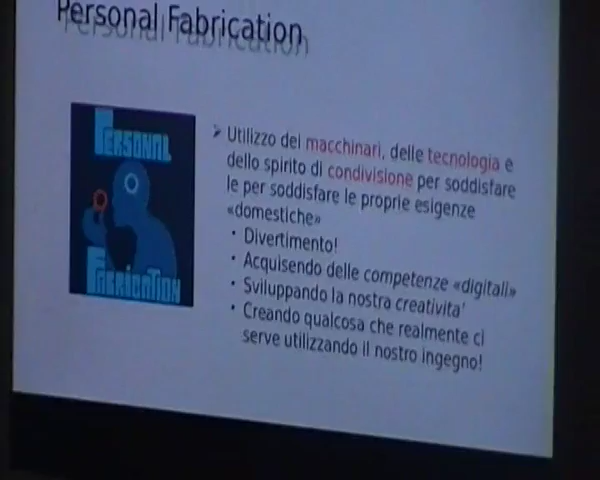 Personal Fabrication
PERSONAL
FABRICATION
➢ Utilizzo dei macchinari, delle tecnologia e
dello spirito di condivisione per soddisfare
le per soddisfare le proprie esigenze
«domestiche»
• Divertimento!
• Acquisendo delle competenze «digitali»
• Sviluppando la nostra creativita'
• Creando qualcosa che realmente ci
serve utilizzando il nostro ingegno!